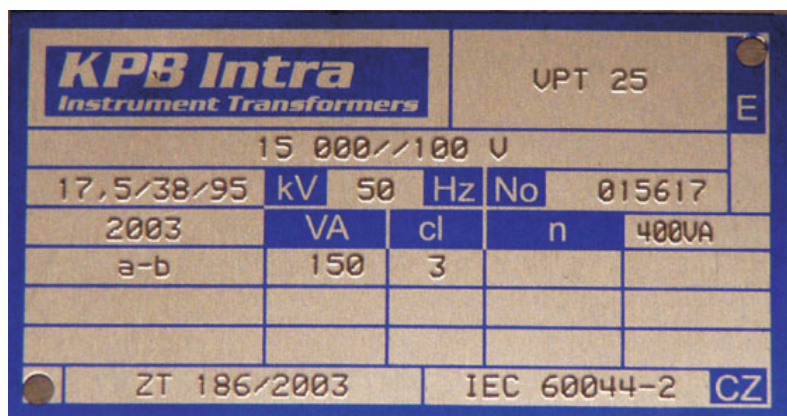 KPB Intra
Instrument Transformers
VPT 25
E
15 000//100 V
17,5/38/95 kV 50 Hz No 015617
2003 VA cl n 400VA
a-b 150 3
ZT 186/2003 IEC 60044-2 CZ